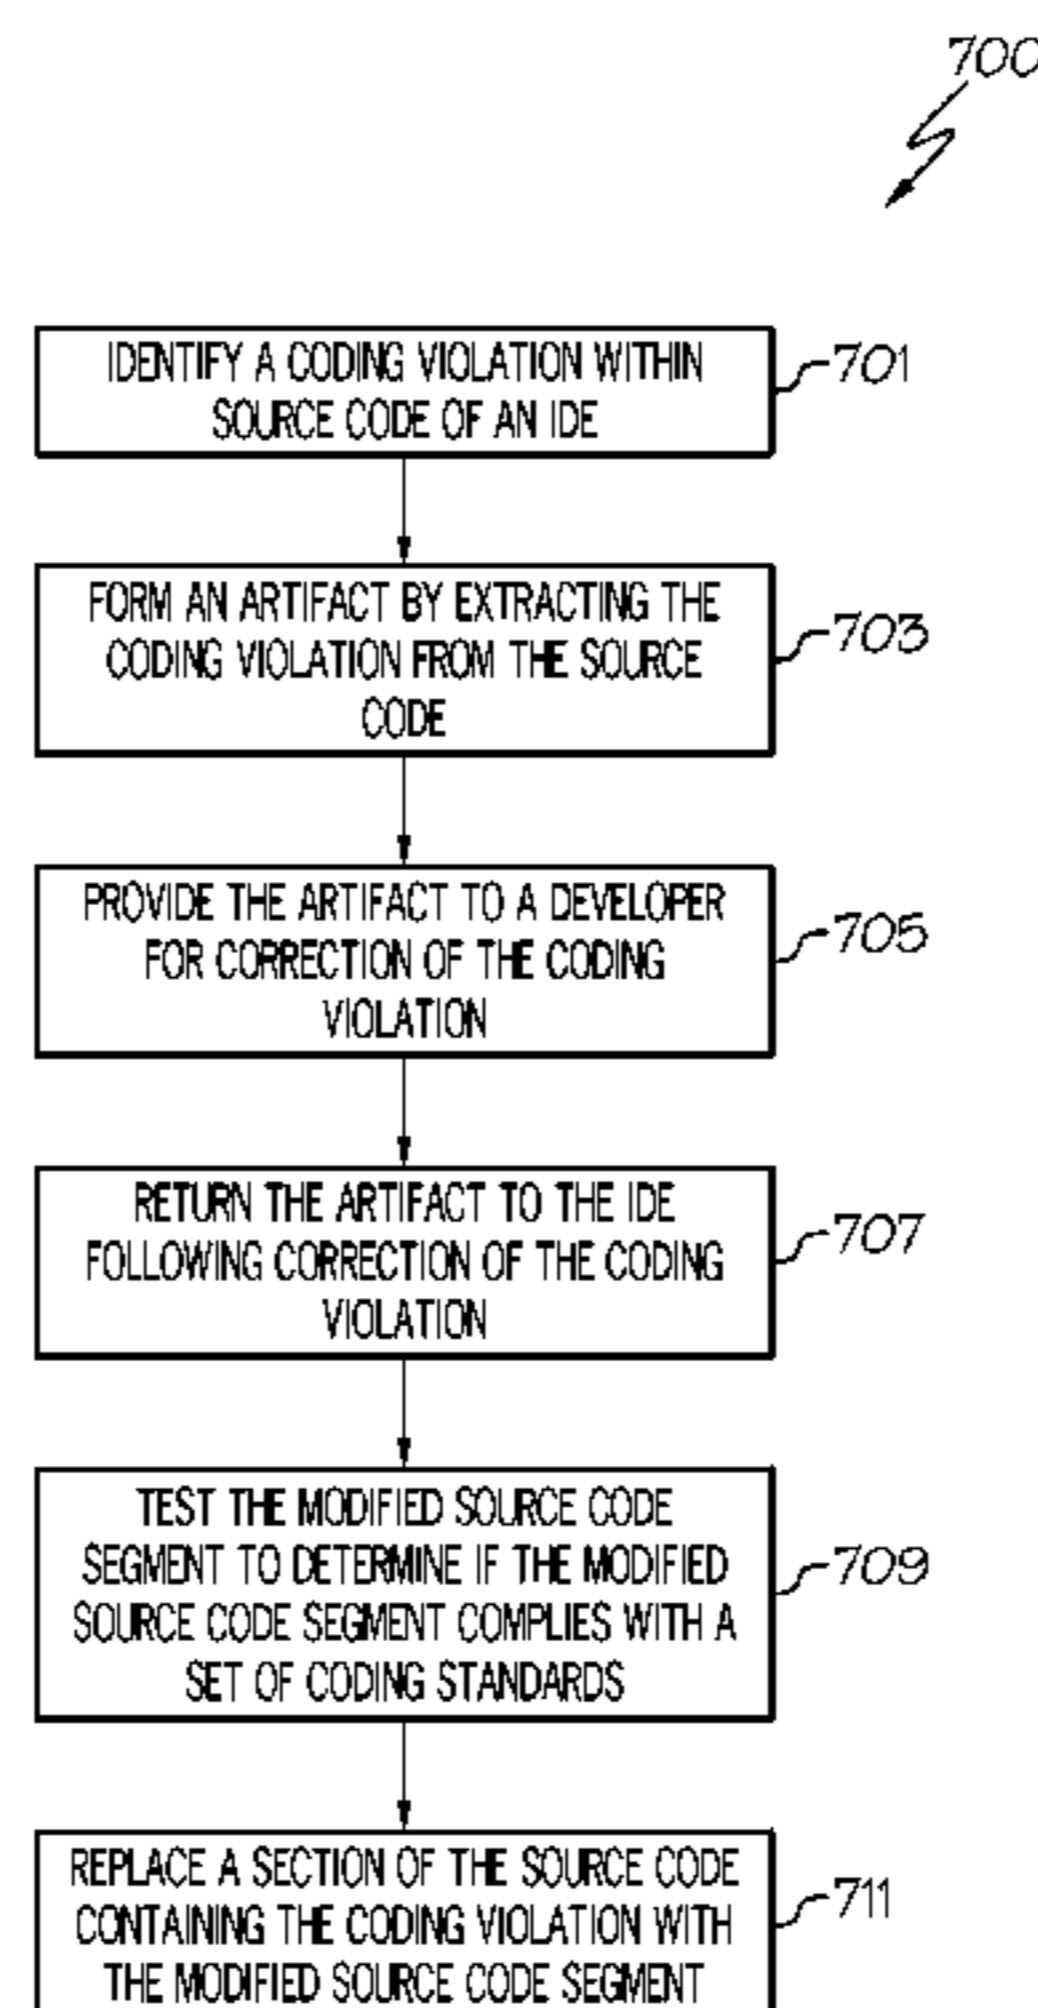 700
IDENTIFY A CODING VIOLATION WITHIN
SOURCE CODE OF AN IDE
701
FORM AN ARTIFACT BY EXTRACTING THE
CODING VIOLATION FROM THE SOURCE
CODE
703
PROVIDE THE ARTIFACT TO A DEVELOPER
FOR CORRECTION OF THE CODING
VIOLATION
705
RETURN THE ARTIFACT TO THE IDE
FOLLOWING CORRECTION OF THE CODING
VIOLATION
707
TEST THE MODIFIED SOURCE CODE
SEGMENT TO DETERMINE IF THE MODIFIED
SOURCE CODE SEGMENT COMPLIES WITH A
SET OF CODING STANDARDS
709
REPLACE A SECTION OF THE SOURCE CODE
CONTAINING THE CODING VIOLATION WITH
THE MODIFIED SOURCE CODE SEGMENT
711